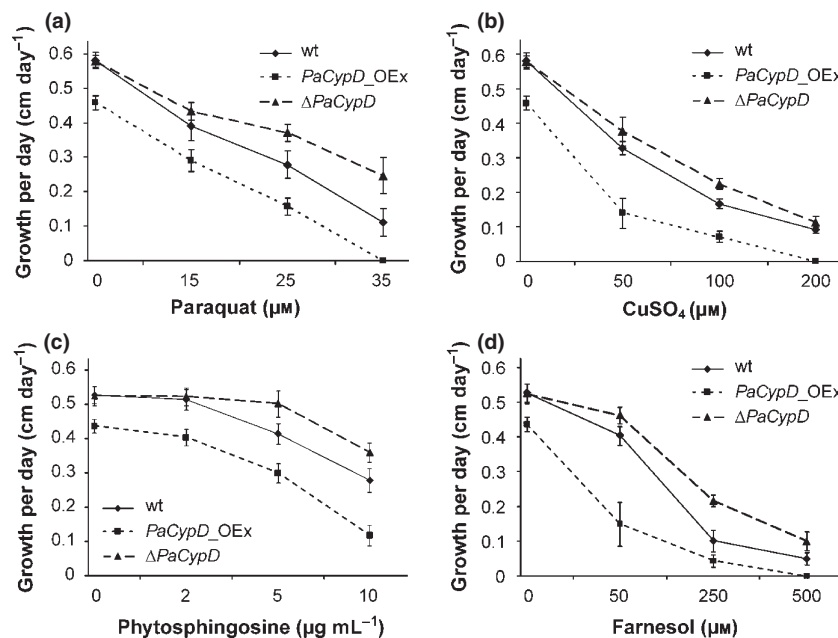 (a)
Growth per day (cm day⁻¹)
0.6
0.5
0.4
0.3
0.2
0.1
0
wt
PaCypD_OEx
ΔPaCypD
0 15 25 35
Paraquat (μM)
(b)
Growth per day (cm day⁻¹)
0.6
0.5
0.4
0.3
0.2
0.1
0
wt
PaCypD_OEx
ΔPaCypD
0 50 100 200
CuSO₄ (μM)
(c)
Growth per day (cm day⁻¹)
0.6
0.5
0.4
0.3
0.2
0.1
0
wt
PaCypD_OEx
ΔPaCypD
0 2 5 10
Phytosphingosine (μg mL⁻¹)
(d)
Growth per day (cm day⁻¹)
0.6
0.5
0.4
0.3
0.2
0.1
0
wt
PaCypD_OEx
ΔPaCypD
0 50 250 500
Farnesol (μM)